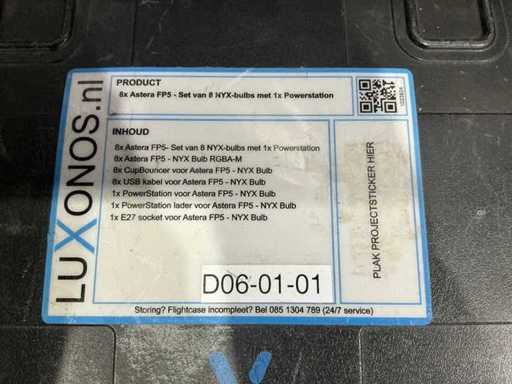 LUXONOS.nl
PRODUCT
8x Astera FP5 - Set van 8 NYX-bulbs met 1x Powerstation
INHOUD
8x Astera FP5- Set van 8 NYX-bulbs met 1x Powerstation
8x Astera FP5 - NYX Bulb RGBA-M
8x CupBouncer voor Astera FP5 - NYX Bulb
8x USB kabel voor Astera FP5 - NYX Bulb
1x PowerStation voor Astera FP5 - NYX Bulb
1x PowerStation lader voor Astera FP5 - NYX Bulb
1x E27 socket voor Astera FP5 - NYX Bulb
D06-01-01
Storing? Flightcase incompleet? Bel 085 1304 789 (24/7 service)
PLAK PROJECTSTICKER HIER